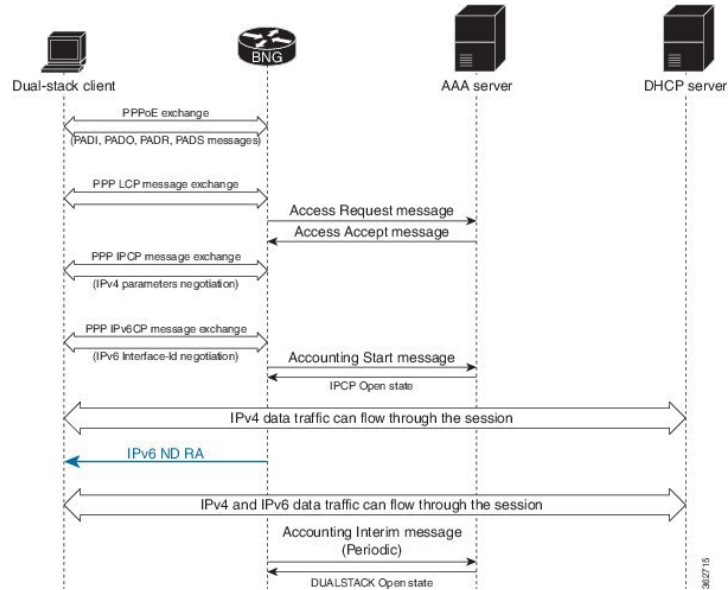 BNG
Dual-stack client
AAA server
DHCP server
PPPoE exchange
(PADI, PADO, PADR, PADS messages)
PPP LCP message exchange
Access Request message
Access Accept message
PPP IPCP message exchange
(IPv4 parameters negotiation)
PPP IPv6CP message exchange
(IPv6 Interface-Id negotiation)
Accounting Start message
IPCP Open state
IPv4 data traffic can flow through the session
IPv6 ND RA
IPv4 and IPv6 data traffic can flow through the session
Accounting Interim message
(Periodic)
DUALSTACK Open state
362715